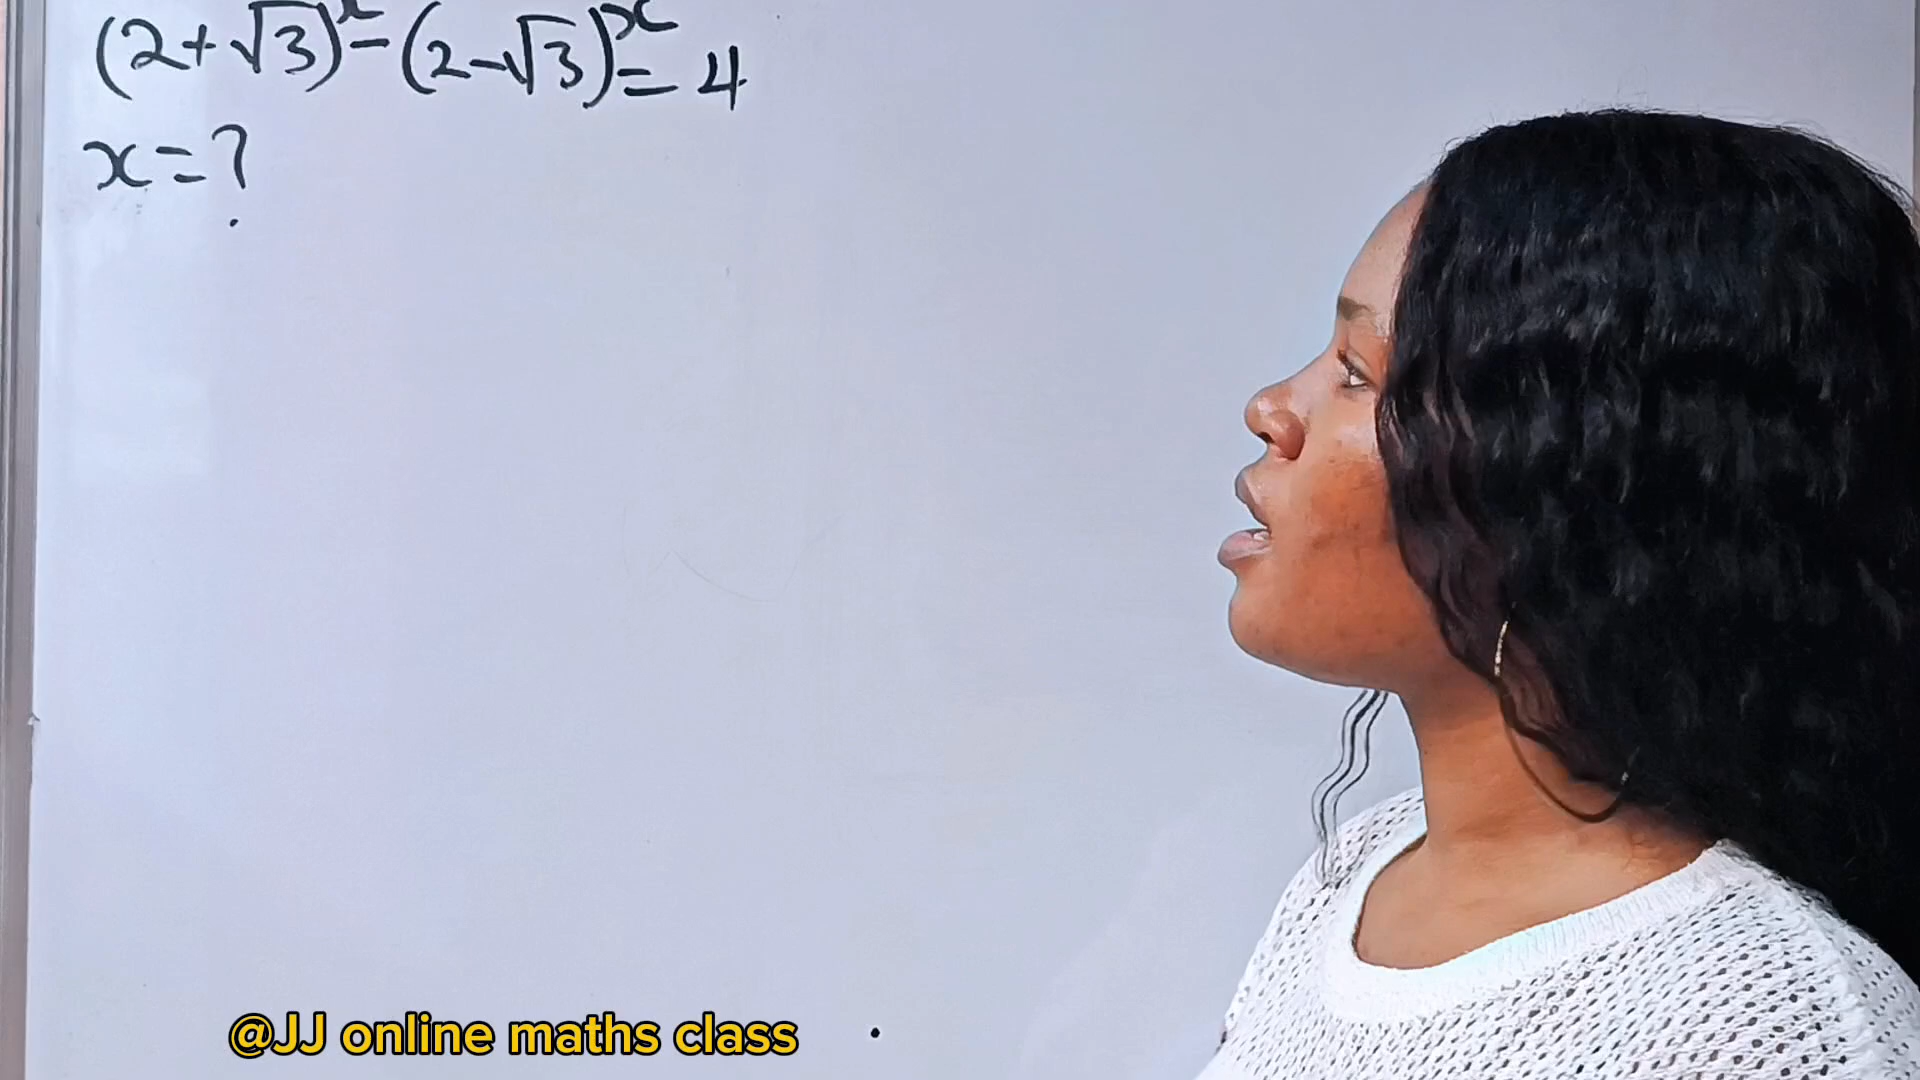 (2+√3)^x - (2-√3)^x = 4
x = ?
@JJ online maths class